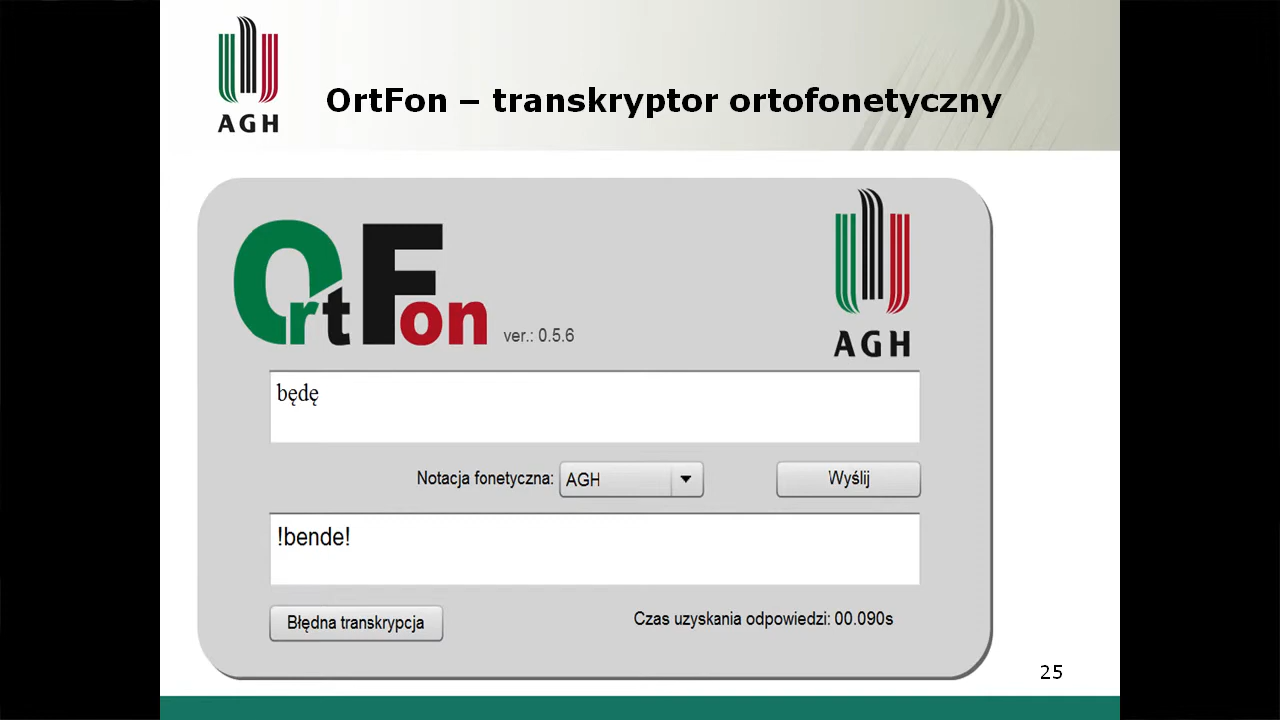 AGH
OrtFon – transkryptor ortofonetyczny
OrtFon ver.: 0.5.6
AGH
będę
Notacja fonetyczna: AGH Wyślij
!bende!
Błędna transkrypcja Czas uzyskania odpowiedzi: 00.090s
25